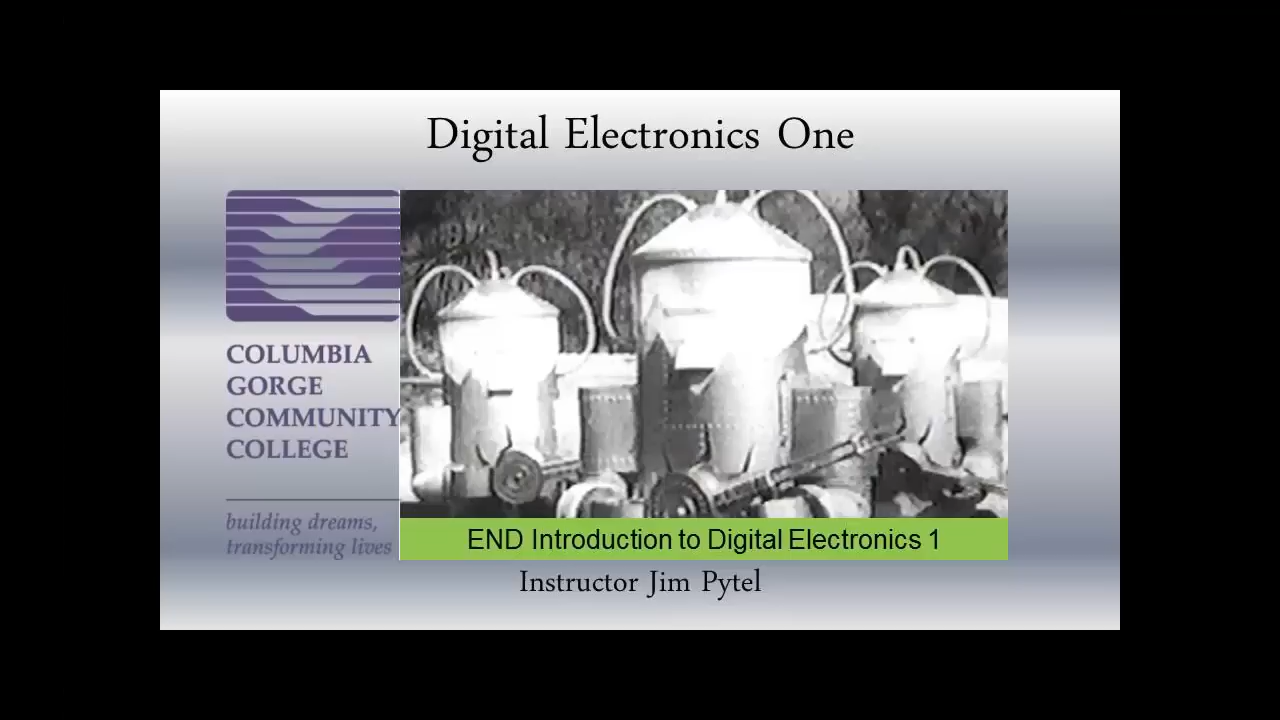 Digital Electronics One
COLUMBIA
GORGE
COMMUNITY
COLLEGE
building dreams,
transforming lives
END Introduction to Digital Electronics 1
Instructor Jim Pytel